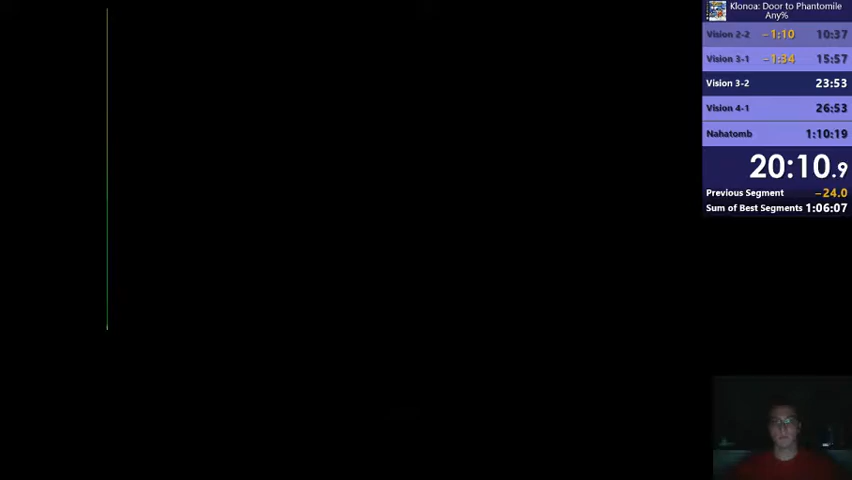 Klonoa: Door to Phantomile
Any%
Vision 2-2 −1:10 10:37
Vision 3-1 −1:34 15:57
Vision 3-2 23:53
Vision 4-1 26:53
Nahatomb 1:10:19
20:10.9
Previous Segment −24.0
Sum of Best Segments 1:06:07